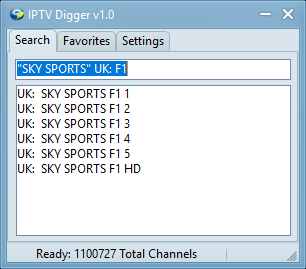 IPTV Digger v1.0
Search Favorites Settings
"SKY SPORTS" UK: F1
UK: SKY SPORTS F1 1
UK: SKY SPORTS F1 2
UK: SKY SPORTS F1 3
UK: SKY SPORTS F1 4
UK: SKY SPORTS F1 5
UK: SKY SPORTS F1 HD
Ready: 1100727 Total Channels